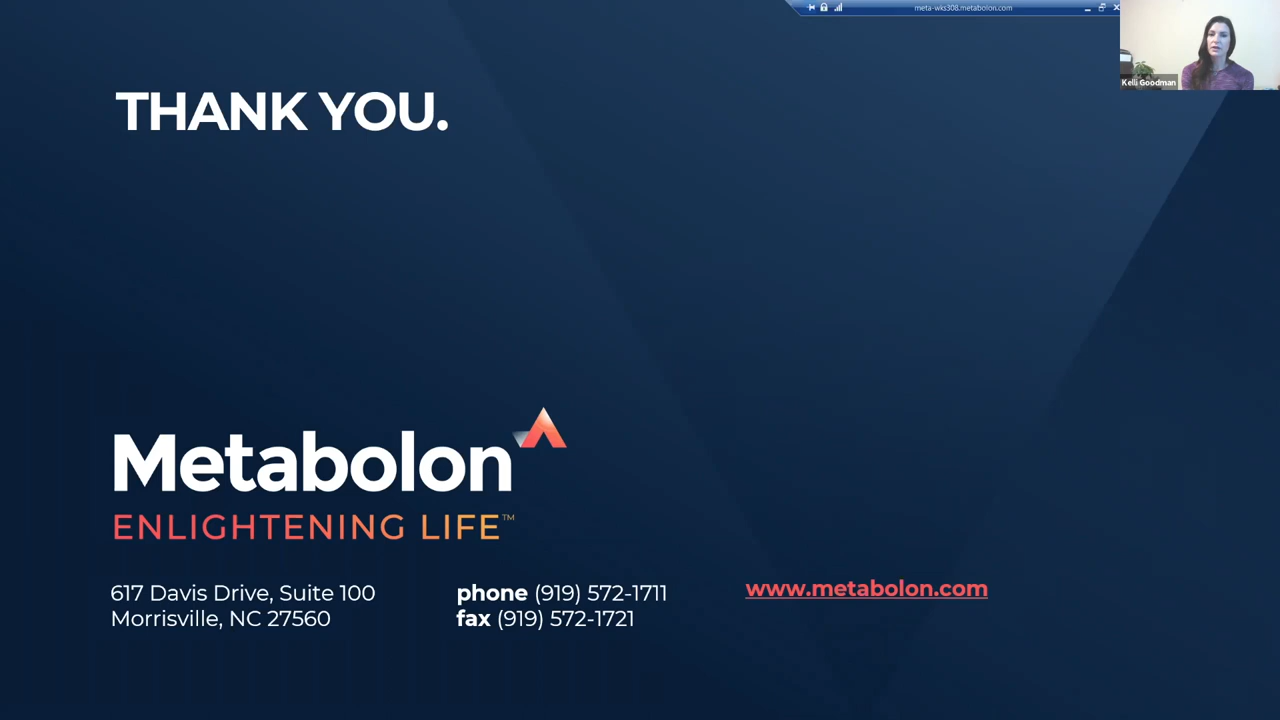 meta-wks308.metabolon.com
Kelli Goodman
THANK YOU.
Metabolon
ENLIGHTENING LIFE™
617 Davis Drive, Suite 100
Morrisville, NC 27560
phone (919) 572-1711
fax (919) 572-1721
www.metabolon.com